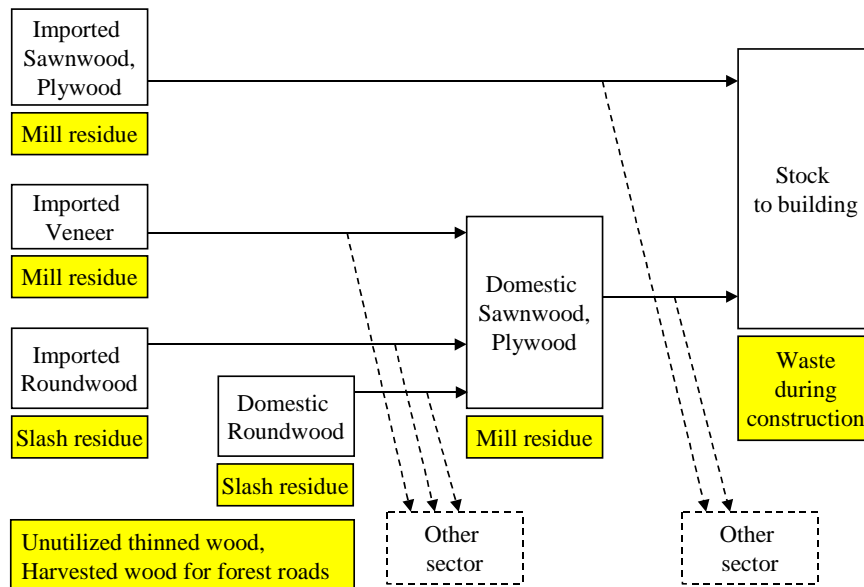 Imported
Sawnwood,
Plywood
Mill residue
Imported
Veneer
Mill residue
Imported
Roundwood
Slash residue
Domestic
Roundwood
Slash residue
Unutilized thinned wood,
Harvested wood for forest roads
Domestic
Sawnwood,
Plywood
Mill residue
Other
sector
Stock
to building
Waste
during
construction
Other
sector